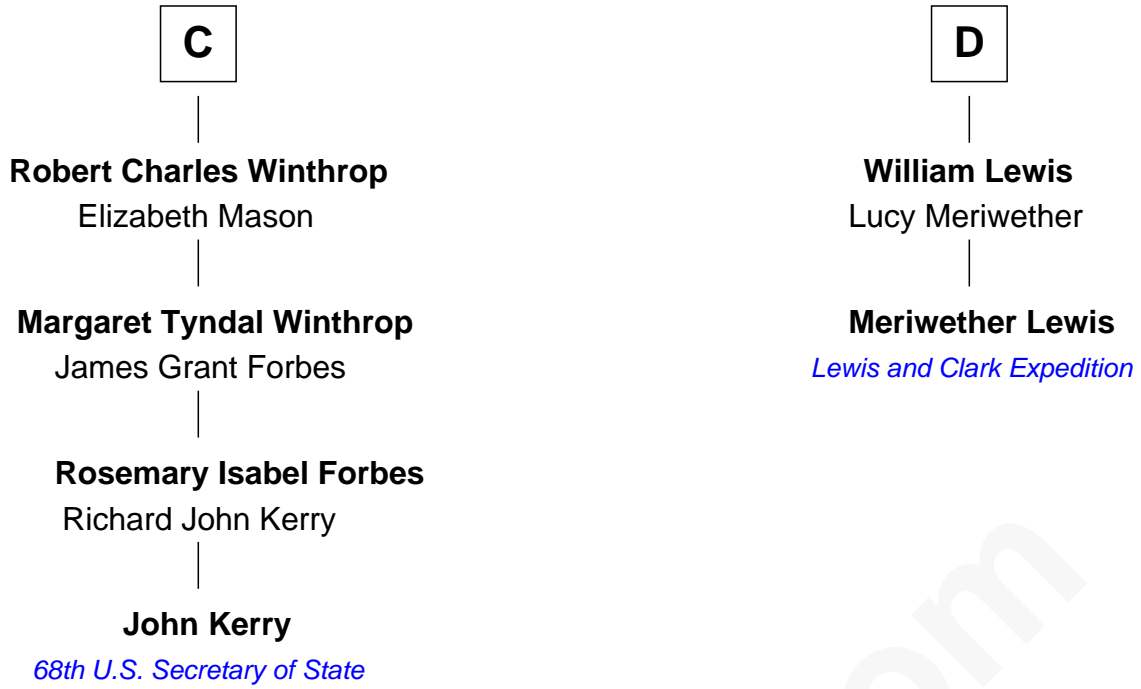 C
Robert Charles Winthrop
Elizabeth Mason
Margaret Tyndal Winthrop
James Grant Forbes
Rosemary Isabel Forbes
Richard John Kerry
John Kerry
68th U.S. Secretary of State
D
William Lewis
Lucy Meriwether
Meriwether Lewis
Lewis and Clark Expedition
om